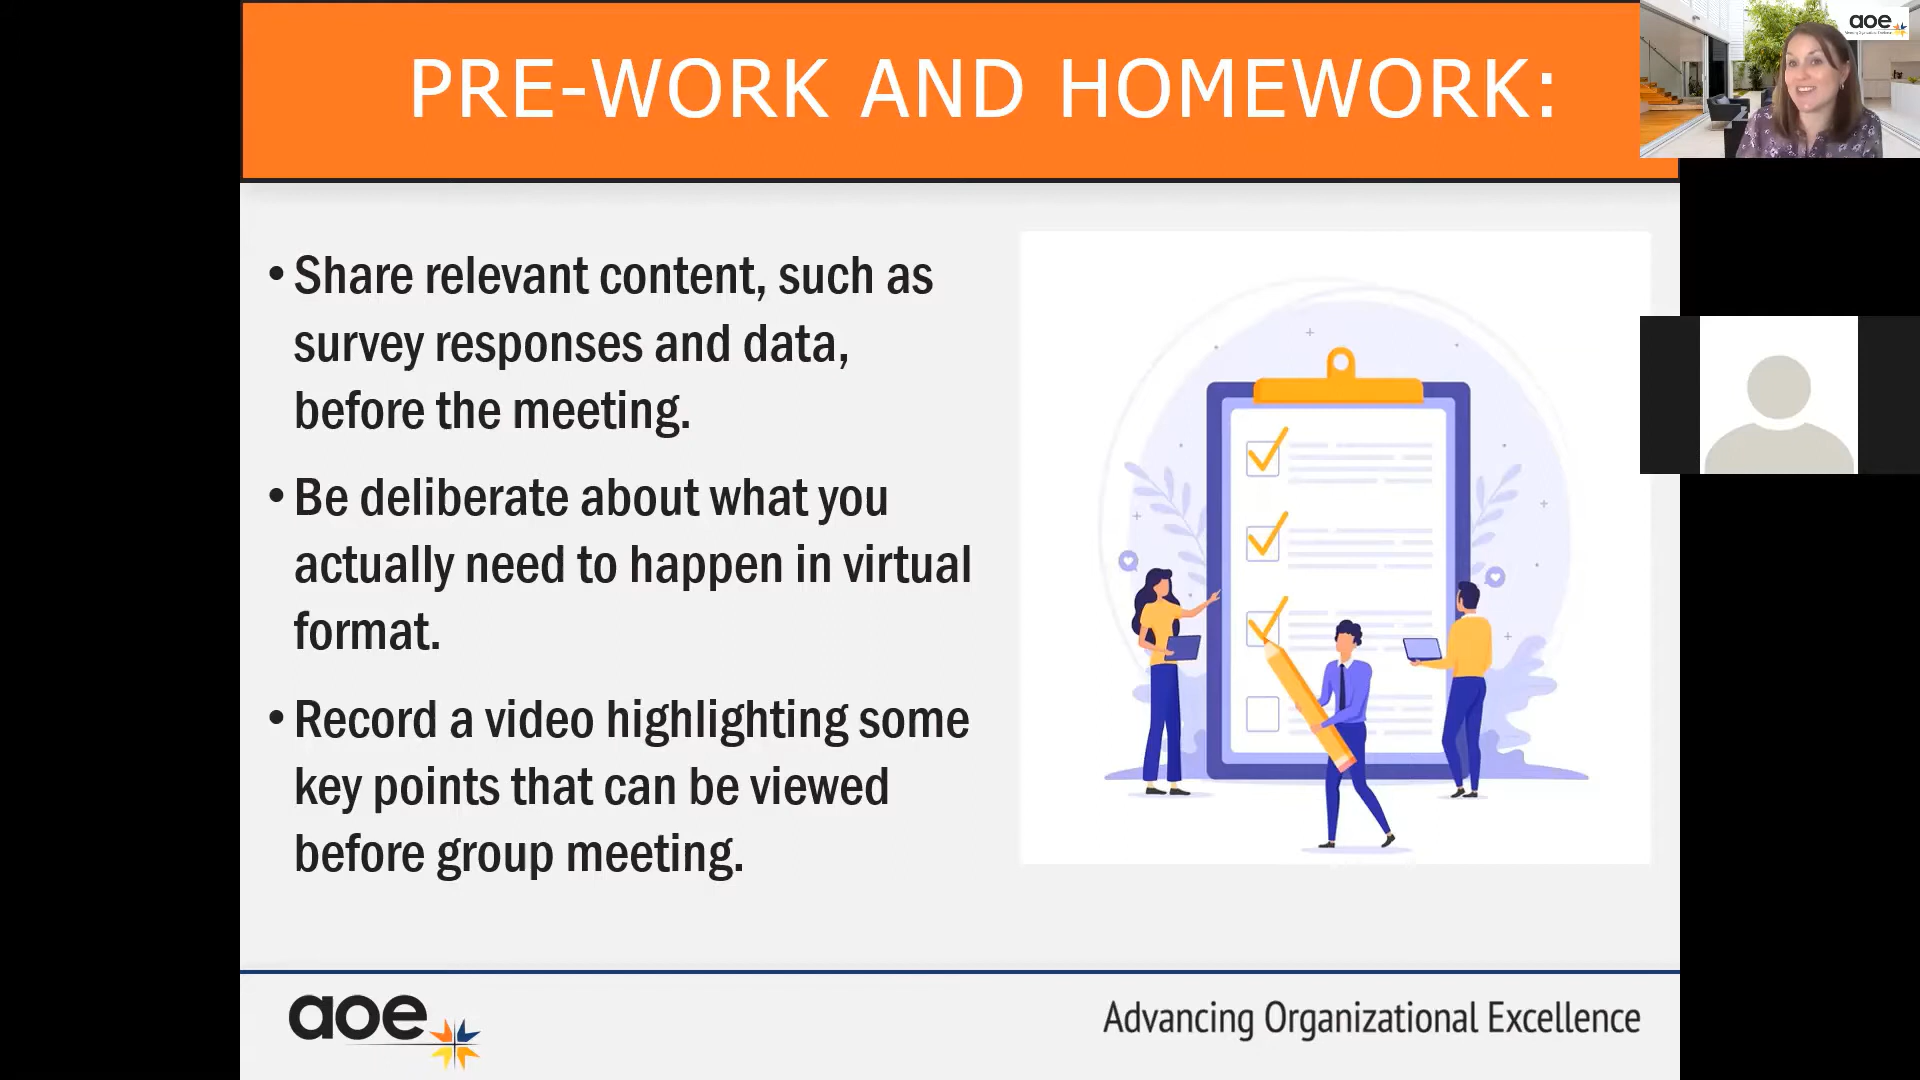 PRE-WORK AND HOMEWORK:
aoe
• Share relevant content, such as
survey responses and data,
before the meeting.
• Be deliberate about what you
actually need to happen in virtual
format.
• Record a video highlighting some
key points that can be viewed
before group meeting.
aoe
Advancing Organizational Excellence